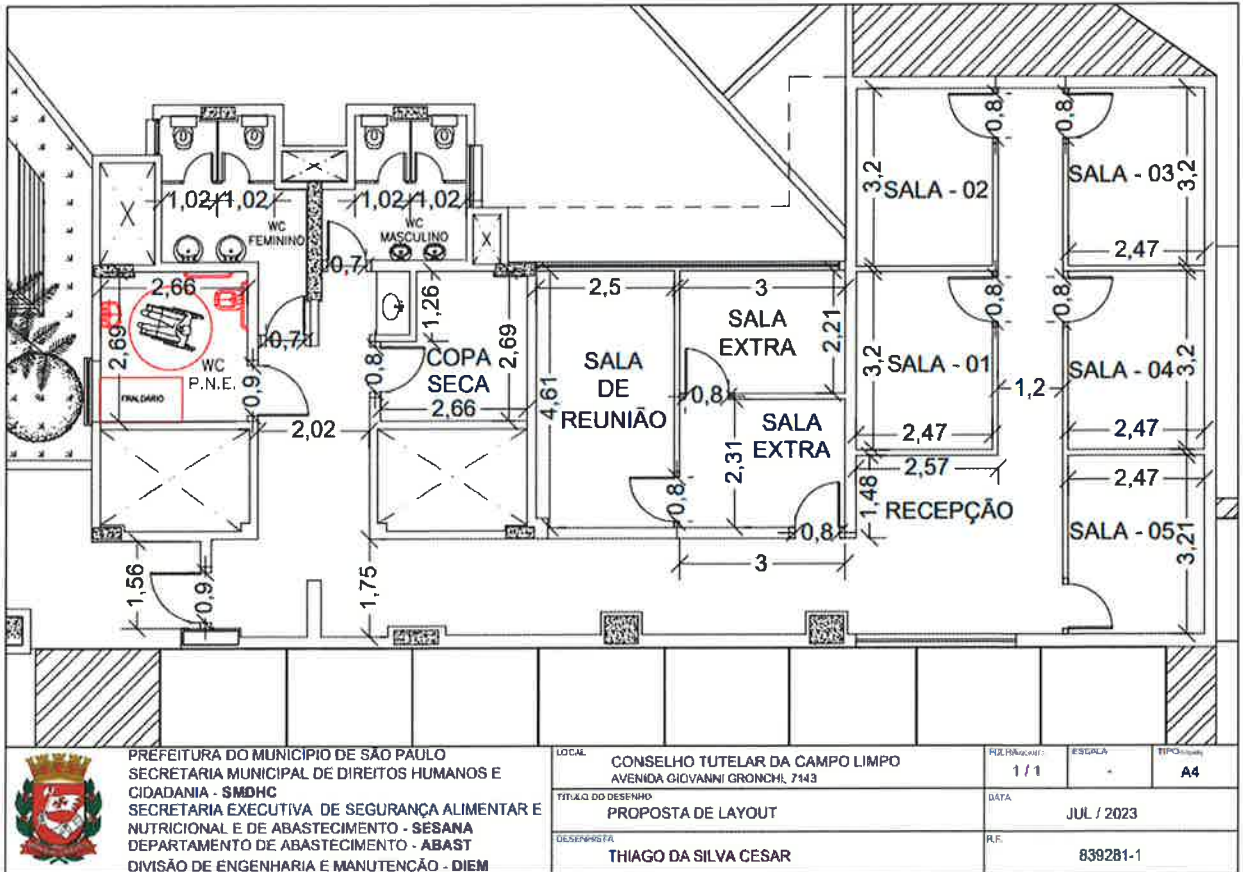 0,8
0,8
3,2
SALA - 02
SALA - 03
3,2
2,47
1,02
1,02
WC
FEMININO
1,02
1,02
WC
MASCULINO
0,7
2,66
2,69
WC
P.N.E.
FRALDÁRIO
0,9
0,7
2,02
1,26
0,8
COPA
SECA
2,69
2,66
2,5
4,61
SALA
DE
REUNIÃO
0,8
3
SALA
EXTRA
2,21
0,8
SALA
EXTRA
2,31
0,8
3
0,8
0,8
3,2
SALA - 01
2,47
1,2
SALA - 04
3,2
2,47
2,57
1,48
RECEPÇÃO
2,47
SALA - 05
3,21
1,56
0,9
1,75
PREFEITURA DO MUNICÍPIO DE SÃO PAULO
SECRETARIA MUNICIPAL DE DIREITOS HUMANOS E
CIDADANIA - SMDHC
SECRETARIA EXECUTIVA DE SEGURANÇA ALIMENTAR E
NUTRICIONAL E DE ABASTECIMENTO - SESANA
DEPARTAMENTO DE ABASTECIMENTO - ABAST
DIVISÃO DE ENGENHARIA E MANUTENÇÃO - DIEM
LOCAL
CONSELHO TUTELAR DA CAMPO LIMPO
AVENIDA GIOVANNI GRONCHI, 7143
TÍTULO DO DESENHO
PROPOSTA DE LAYOUT
DESENHISTA
THIAGO DA SILVA CESAR
1 / 1
ESCALA
-
TIPO
A4
DATA
JUL / 2023
R.F.
839281-1